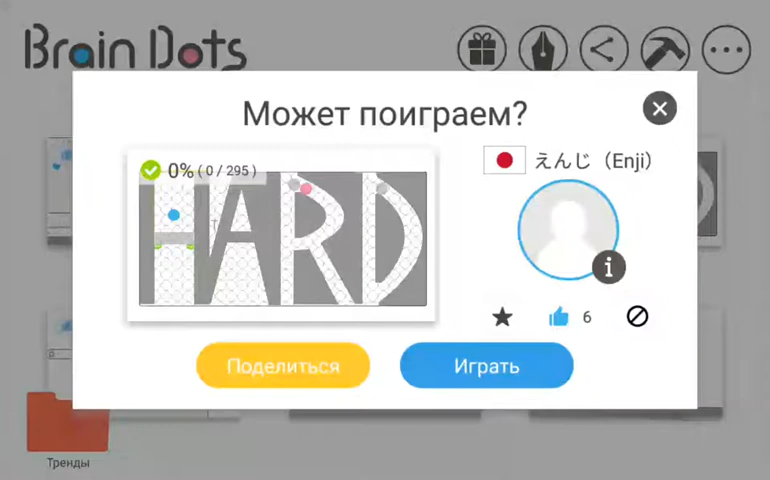 Brain Dots
Может поиграем?
0% ( 0 / 295 )
えんじ（Enji）
HARD
6
Поделиться
Играть
Тренды